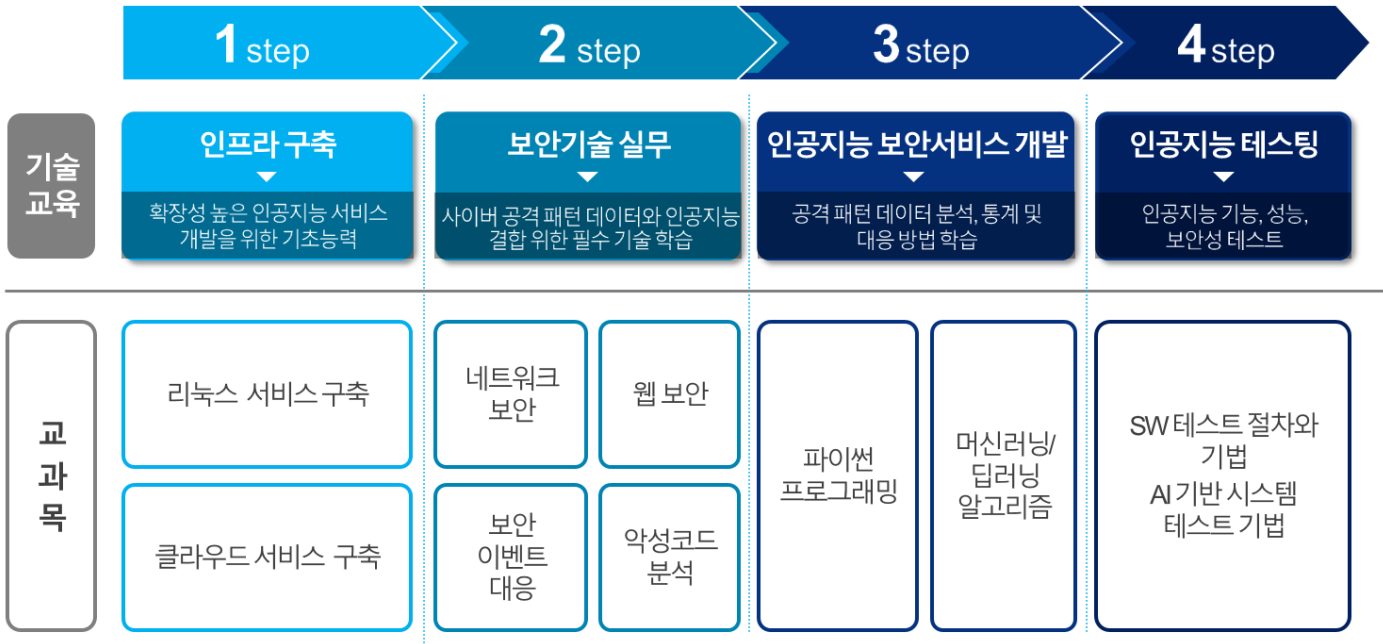 1 step
2 step
3 step
4 step
기술
교육
인프라 구축
확장성 높은 인공지능 서비스
개발을 위한 기초능력
보안기술 실무
사이버 공격 패턴 데이터와 인공지능
결합 위한 필수 기술 학습
인공지능 보안서비스 개발
공격 패턴 데이터 분석, 통계 및
대응 방법 학습
인공지능 테스팅
인공지능 기능, 성능,
보안성 테스트
교
과
목
리눅스 서비스 구축
클라우드 서비스 구축
네트워크
보안
웹 보안
보안
이벤트
대응
악성코드
분석
파이썬
프로그래밍
머신러닝/
딥러닝
알고리즘
SW 테스트 절차와
기법
AI 기반 시스템
테스트 기법